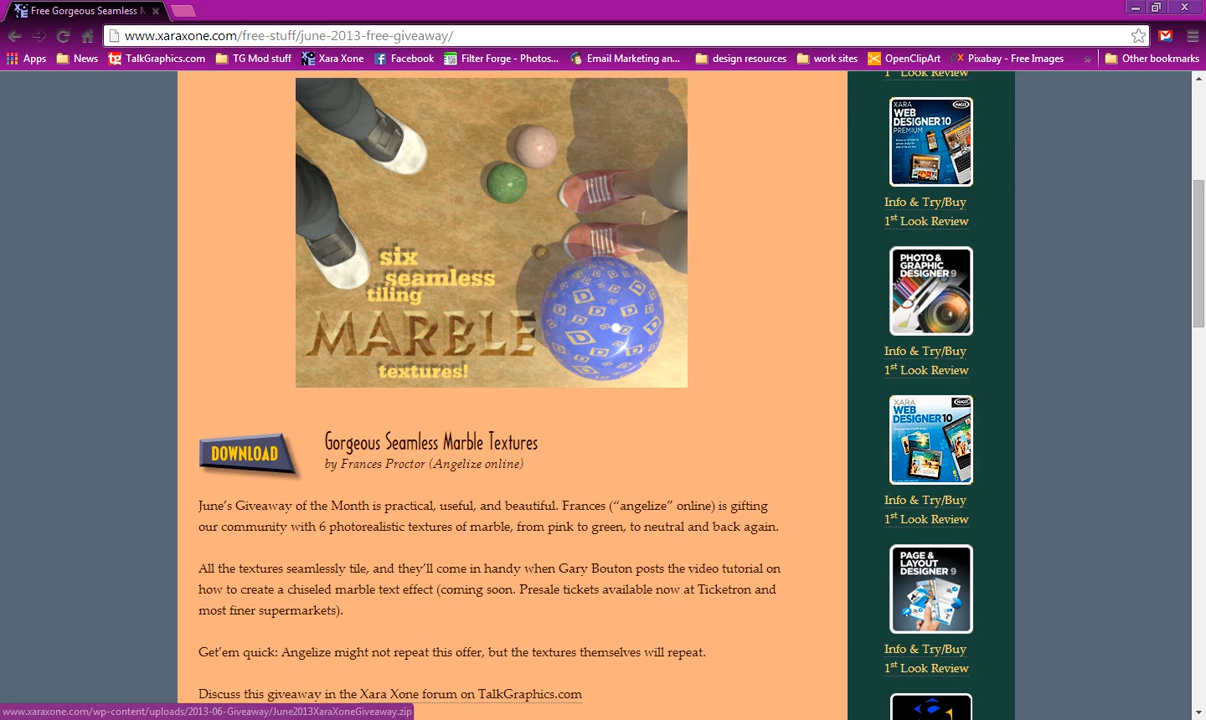 Free Gorgeous Seamless M
www.xaraxone.com/free-stuff/june-2013-free-giveaway/
Apps News TalkGraphics.com TG Mod stuff Xara Xone Facebook Filter Forge - Photos... Email Marketing an... design resources work sites OpenClipArt Pixabay - Free Images » Other bookmarks
six
seamless
tiling
MARBLE
textures!
DOWNLOAD
Gorgeous Seamless Marble Textures
by Frances Proctor (Angelize online)
June’s Giveaway of the Month is practical, useful, and beautiful. Frances (“angelize” online) is gifting
our community with 6 photorealistic textures of marble, from pink to green, to neutral and back again.
All the textures seamlessly tile, and they’ll come in handy when Gary Bouton posts the video tutorial on
how to create a chiseled marble text effect (coming soon. Presale tickets available now at Ticketron and
most finer supermarkets).
Get’em quick: Angelize might not repeat this offer, but the textures themselves will repeat.
Discuss this giveaway in the Xara Xone forum on TalkGraphics.com
1st Look Review
XARA
WEB
DESIGNER 10
PREMIUM
Info & Try/Buy
1st Look Review
PHOTO &
GRAPHIC
DESIGNER 9
Info & Try/Buy
1st Look Review
XARA
WEB
DESIGNER 10
Info & Try/Buy
1st Look Review
PAGE &
LAYOUT
DESIGNER 9
Info & Try/Buy
1st Look Review
www.xaraxone.com/wp-content/uploads/2013-06-Giveaway/June2013XaraXoneGiveaway.zip